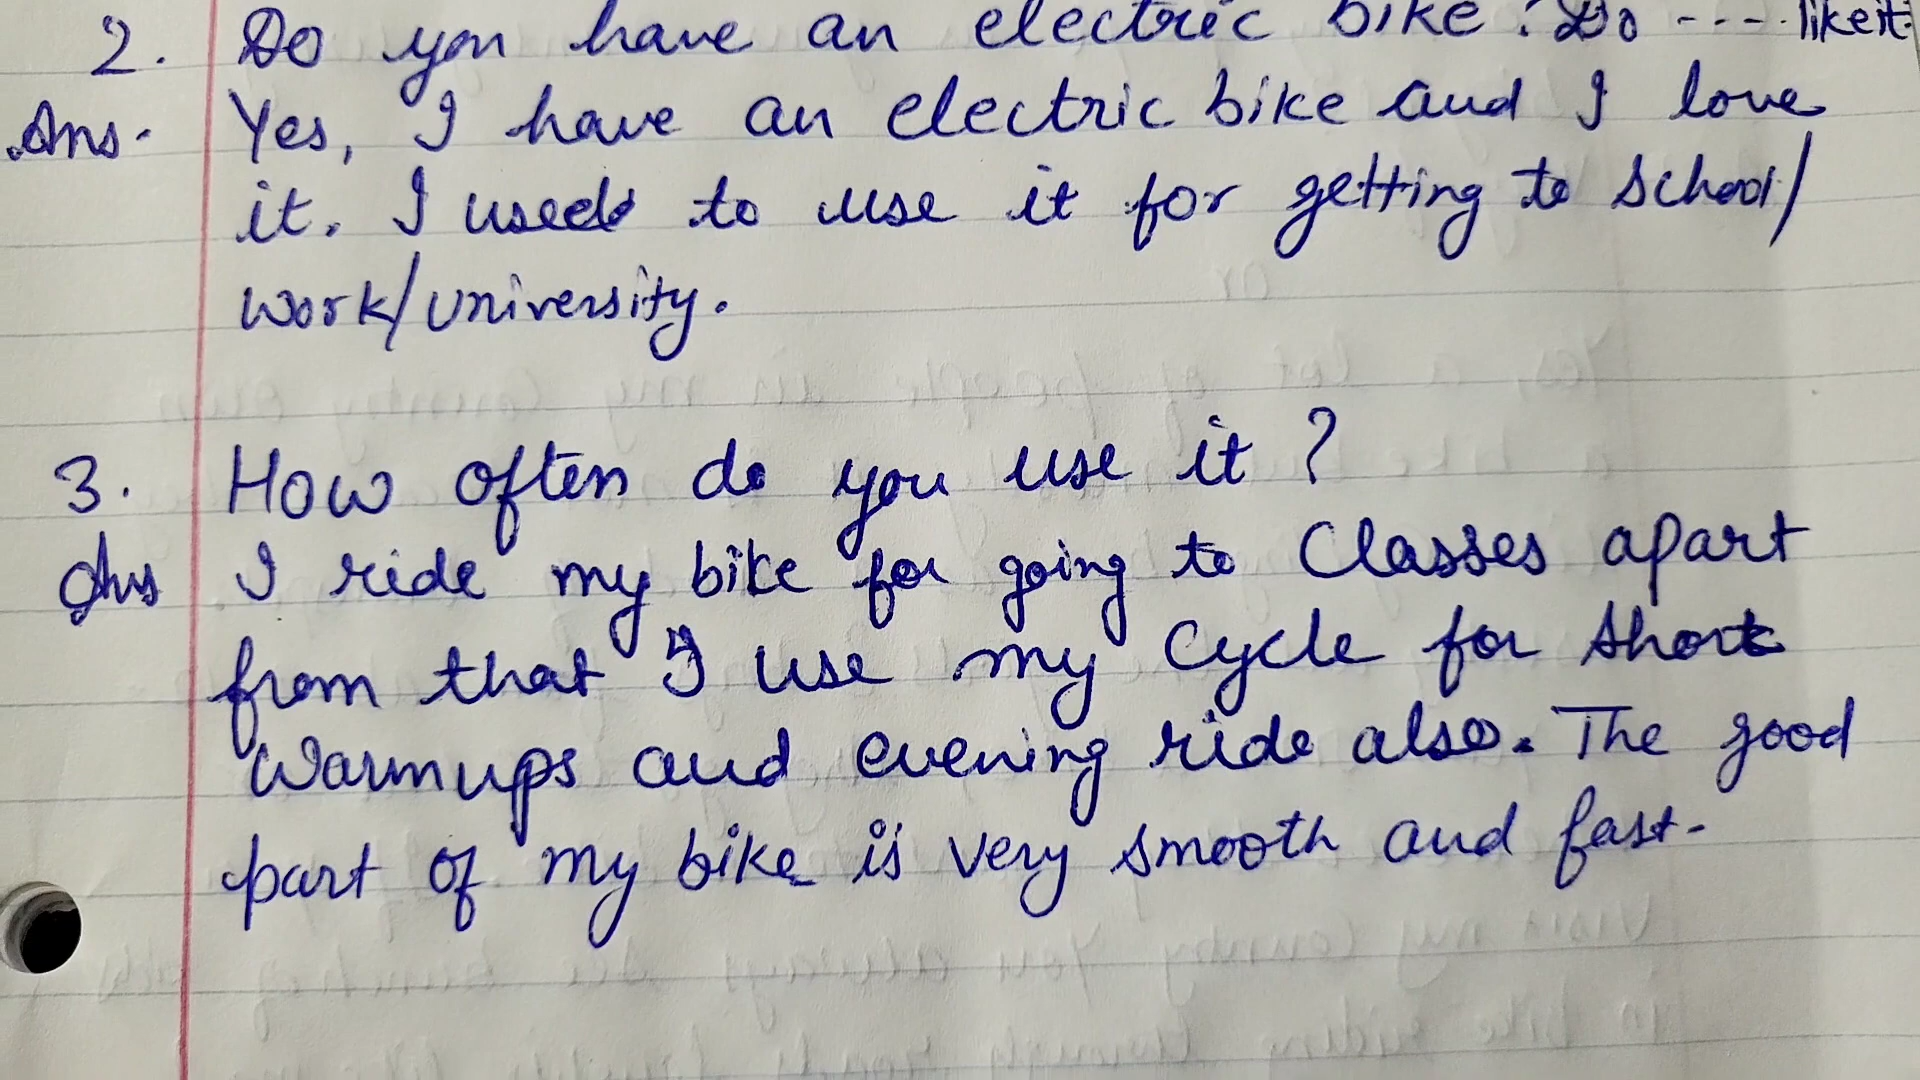 2. Do you have an electric bike? Do ---- like it.
Ans. Yes, I have an electric bike and I love
it. I used to use it for getting to school/
work/university.
3. How often do you use it?
Ans I ride my bike for going to Classes apart
from that I use my Cycle for short
warmups and evening ride also. The good
part of my bike is very smooth and fast.